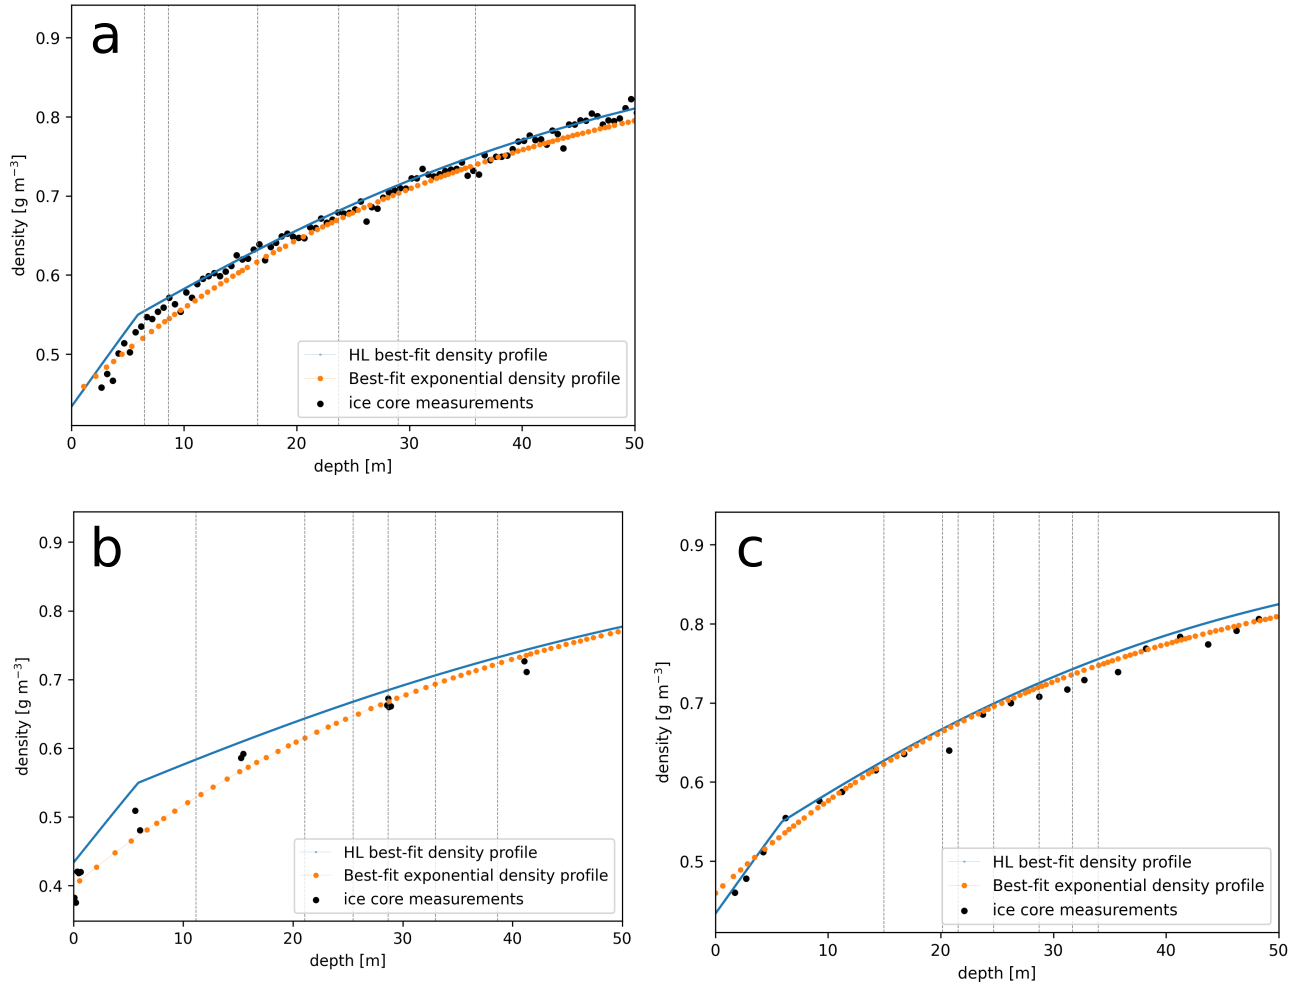 a
0.9
0.8
0.7
0.6
0.5
density [g m⁻³]
HL best-fit density profile
Best-fit exponential density profile
ice core measurements
0 10 20 30 40 50
depth [m]
b
0.9
0.8
0.7
0.6
0.5
0.4
density [g m⁻³]
HL best-fit density profile
Best-fit exponential density profile
ice core measurements
0 10 20 30 40 50
depth [m]
c
0.9
0.8
0.7
0.6
0.5
density [g m⁻³]
HL best-fit density profile
Best-fit exponential density profile
ice core measurements
0 10 20 30 40 50
depth [m]